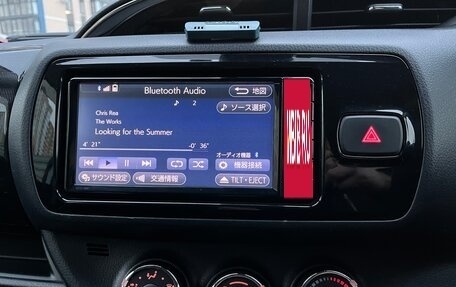 Bluetooth Audio
地図
♪ 2
ソース選択
Chris Rea
The Works
Looking for the Summer
4' 21"
-0' 36"
オーディオ機器
機器接続
サウンド設定
交通情報
TILT・EJECT